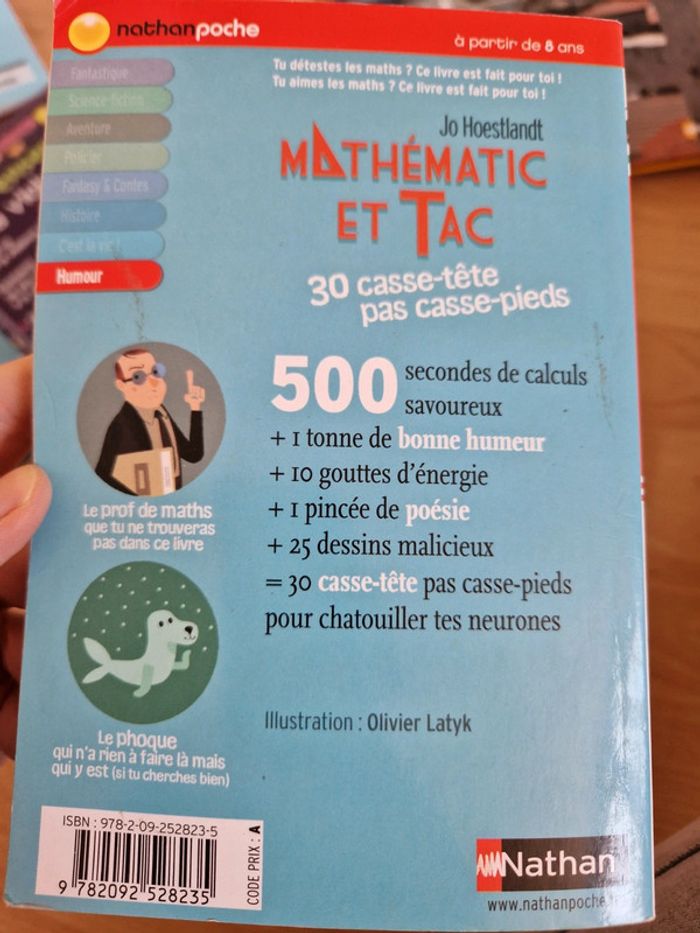 nathanpoche
à partir de 8 ans
Fantastique
Science-fiction
Aventure
Policier
Fantasy & Contes
Histoire
C'est la vie !
Humour
Tu détestes les maths ? Ce livre est fait pour toi !
Tu aimes les maths ? Ce livre est fait pour toi !
Jo Hoestlandt
MATHÉMATIC
ET TAC
30 casse-tête
pas casse-pieds
500 secondes de calculs
savoureux
+ 1 tonne de bonne humeur
+ 10 gouttes d'énergie
+ 1 pincée de poésie
+ 25 dessins malicieux
= 30 casse-tête pas casse-pieds
pour chatouiller tes neurones
Le prof de maths
que tu ne trouveras
pas dans ce livre
Le phoque
qui n'a rien à faire là mais
qui y est (si tu cherches bien)
Illustration : Olivier Latyk
ISBN : 978-2-09-252823-5
9 782092 528235
CODE PRIX : A
Nathan
www.nathanpoche.